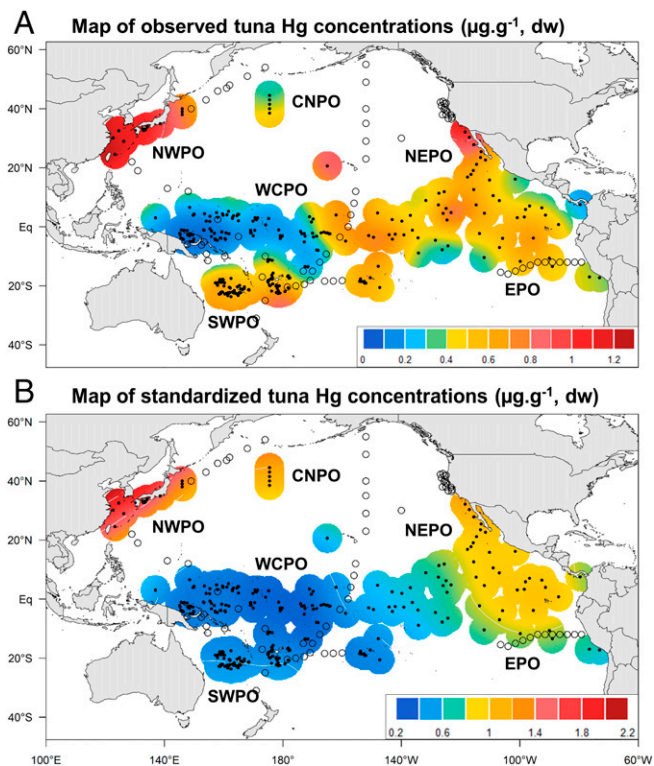 A Map of observed tuna Hg concentrations (µg.g⁻¹, dw)
60°N
40°N
20°N
Eq
20°S
40°S
CNPO
NWPO
NEPO
WCPO
EPO
SWPO
0 0.2 0.4 0.6 0.8 1 1.2
B Map of standardized tuna Hg concentrations (µg.g⁻¹, dw)
60°N
40°N
20°N
Eq
20°S
40°S
CNPO
NWPO
NEPO
WCPO
EPO
SWPO
0.2 0.6 1 1.4 1.8 2.2
100°E 140°E 180° 140°W 100°W 60°W